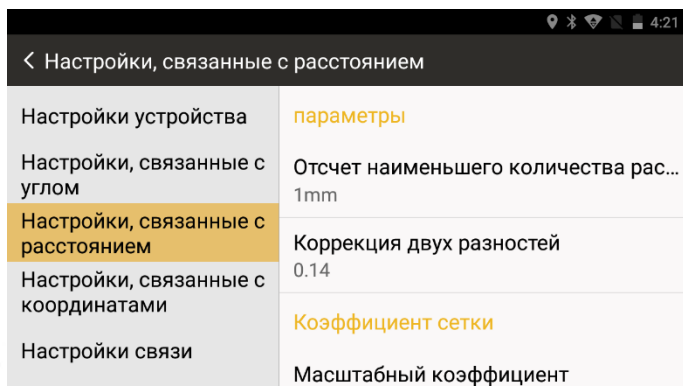 4:21
Настройки, связанные с расстоянием
Настройки устройства
Настройки, связанные с
углом
Настройки, связанные с
расстоянием
Настройки, связанные с
координатами
Настройки связи
параметры
Отсчет наименьшего количества рас...
1mm
Коррекция двух разностей
0.14
Коэффициент сетки
Масштабный коэффициент